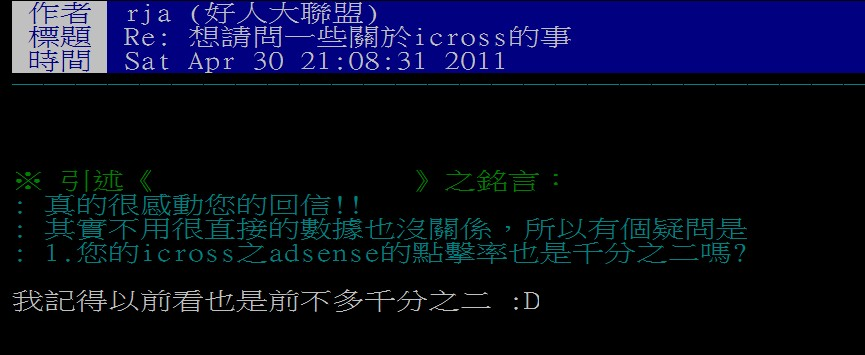 作者 rja (好人大聯盟)
標題 Re: 想請問一些關於icross的事
時間 Sat Apr 30 21:08:31 2011
※ 引述《 》之銘言：
: 真的很感動您的回信!!
: 其實不用很直接的數據也沒關係，所以有個疑問是
: 1.您的icross之adsense的點擊率也是千分之二嗎?
我記得以前看也是前不多千分之二 :D